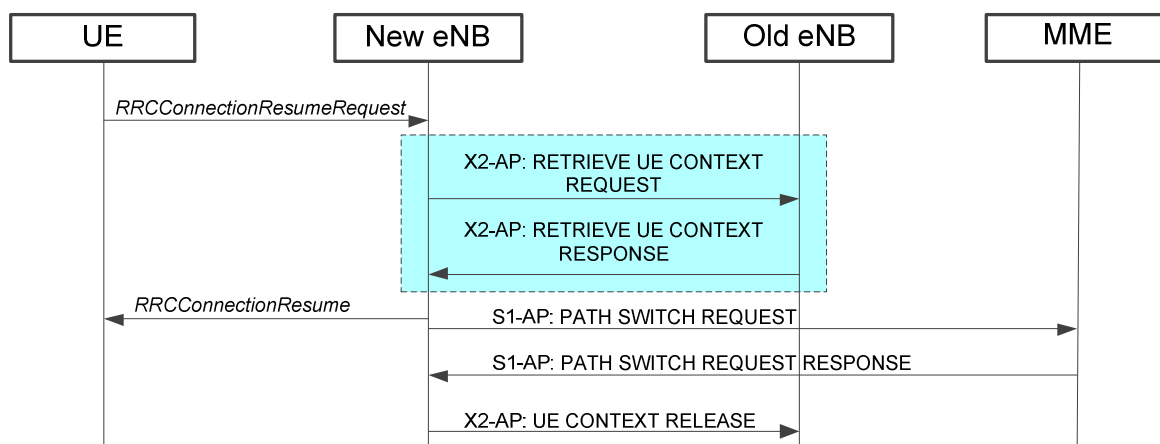 UE
New eNB
Old eNB
MME
RRCConnectionResumeRequest
X2-AP: RETRIEVE UE CONTEXT
REQUEST
X2-AP: RETRIEVE UE CONTEXT
RESPONSE
RRCConnectionResume
S1-AP: PATH SWITCH REQUEST
S1-AP: PATH SWITCH REQUEST RESPONSE
X2-AP: UE CONTEXT RELEASE